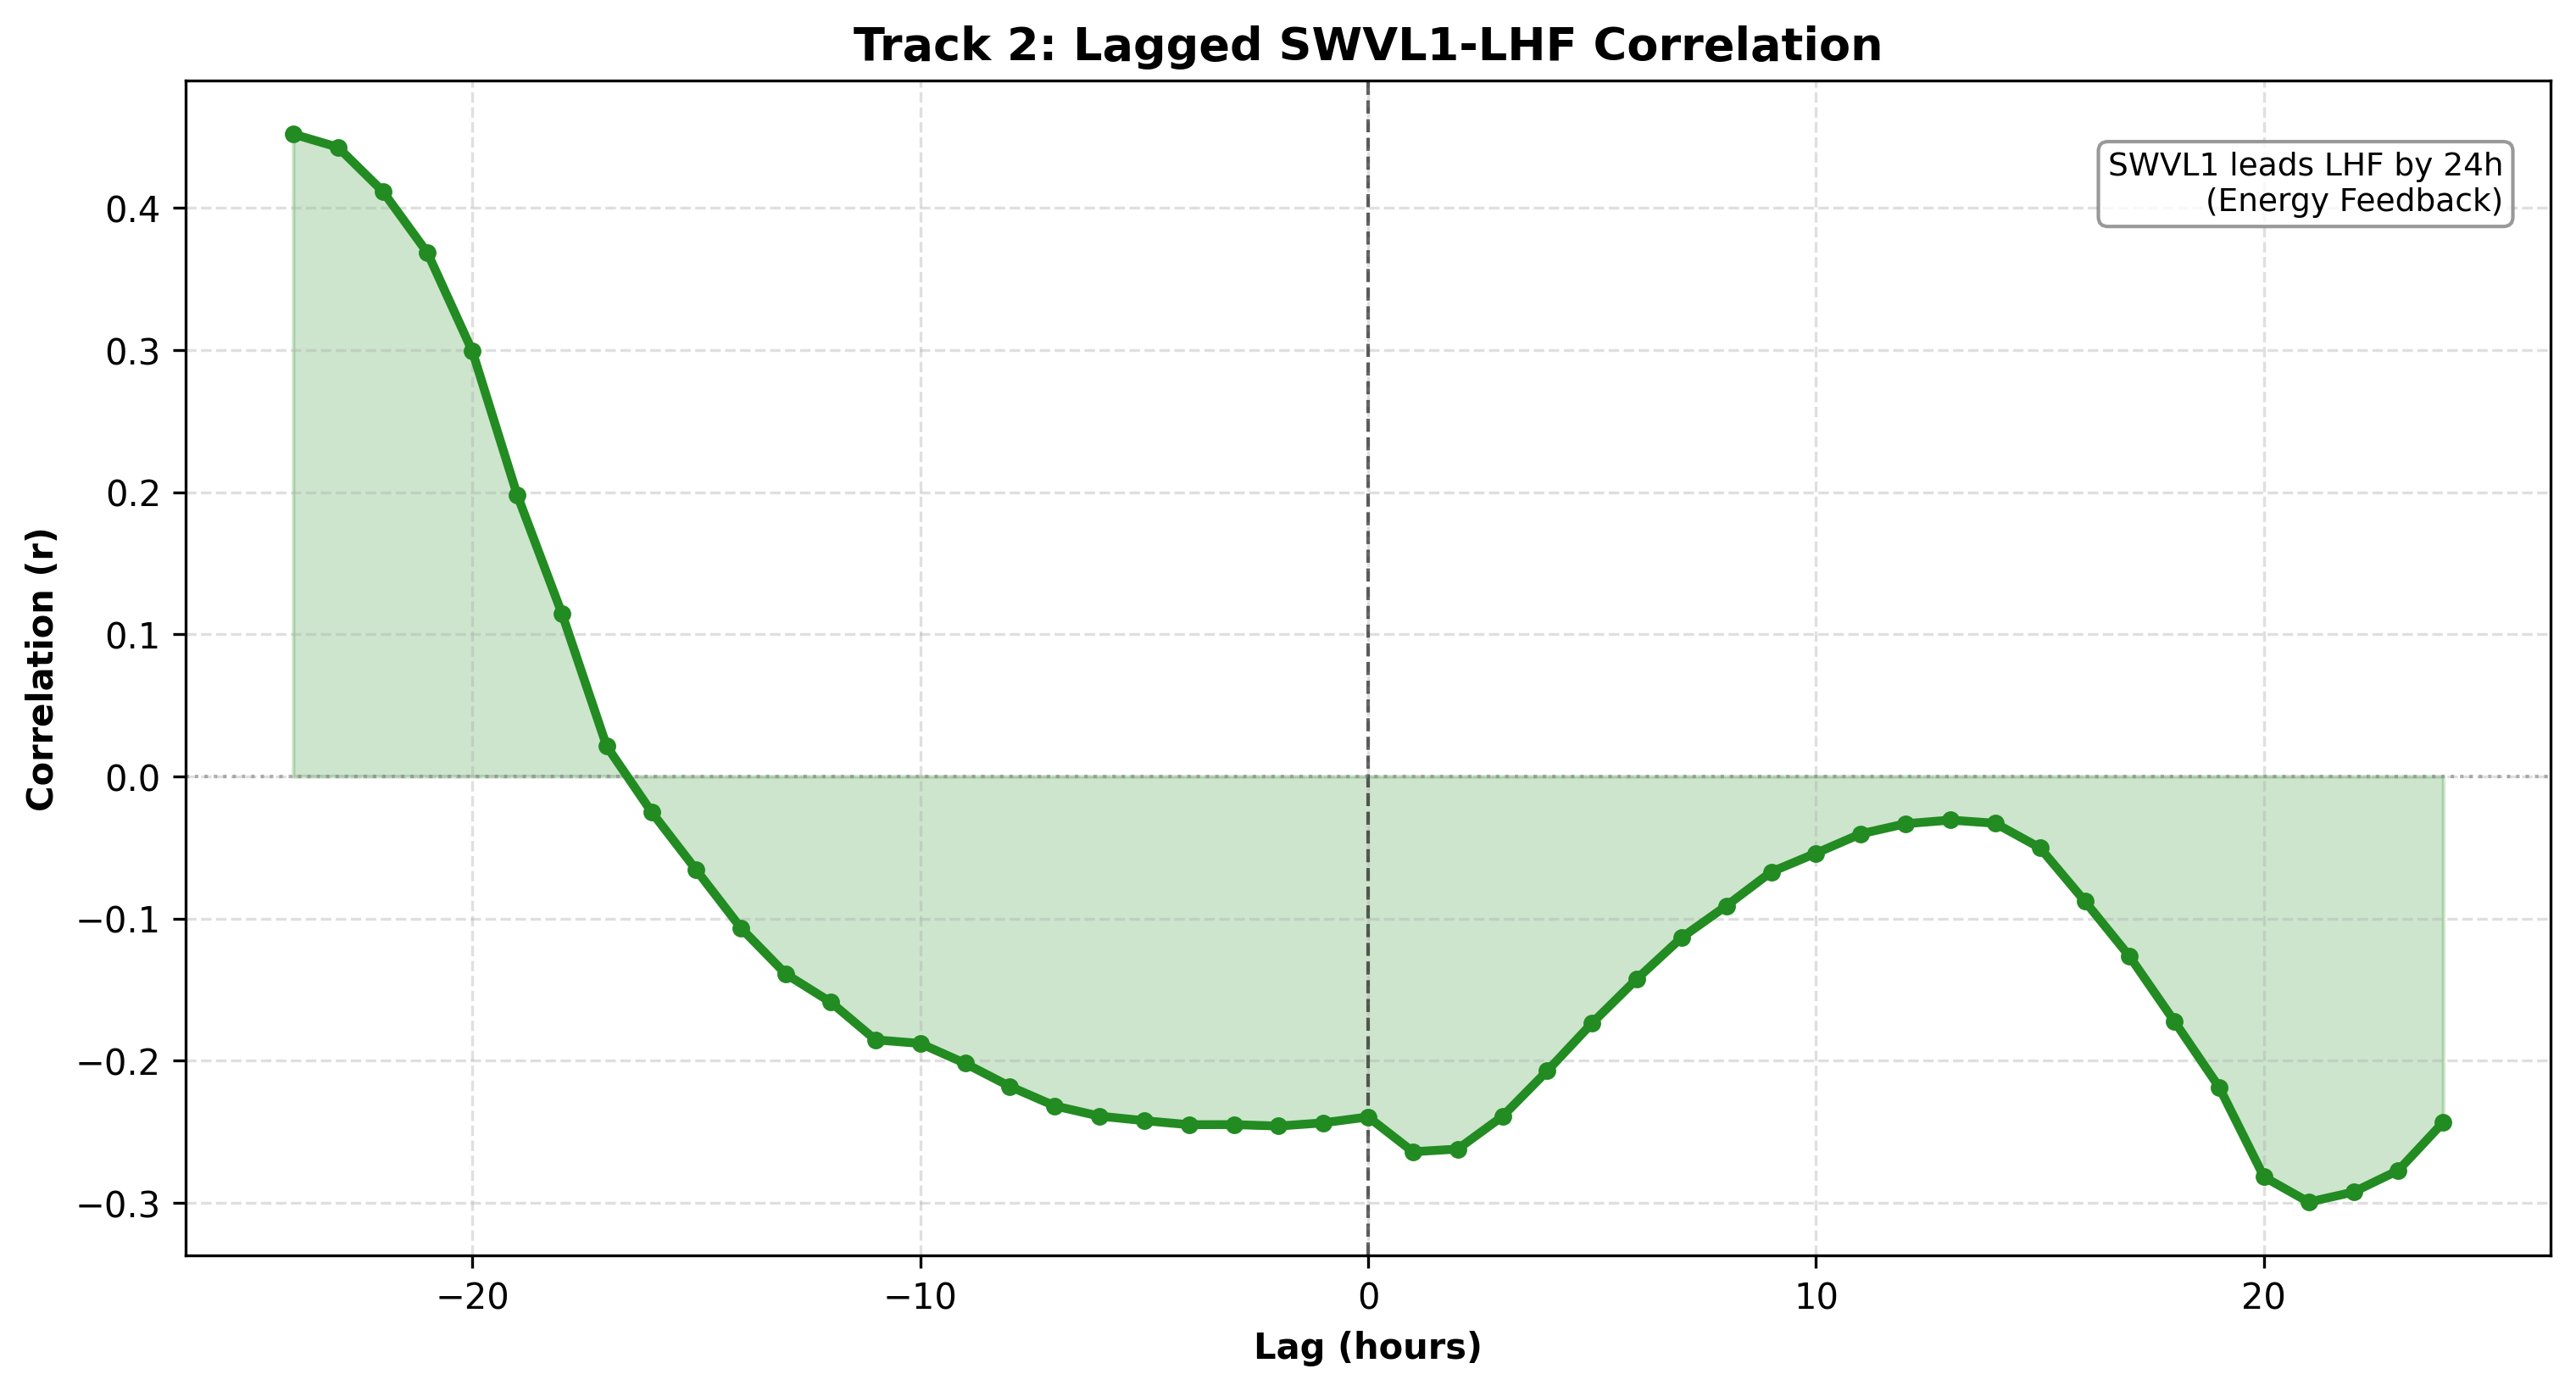 Track 2: Lagged SWVL1-LHF Correlation
SWVL1 leads LHF by 24h
(Energy Feedback)
Correlation (r)
0.4
0.3
0.2
0.1
0.0
−0.1
−0.2
−0.3
−20
−10
0
10
20
Lag (hours)